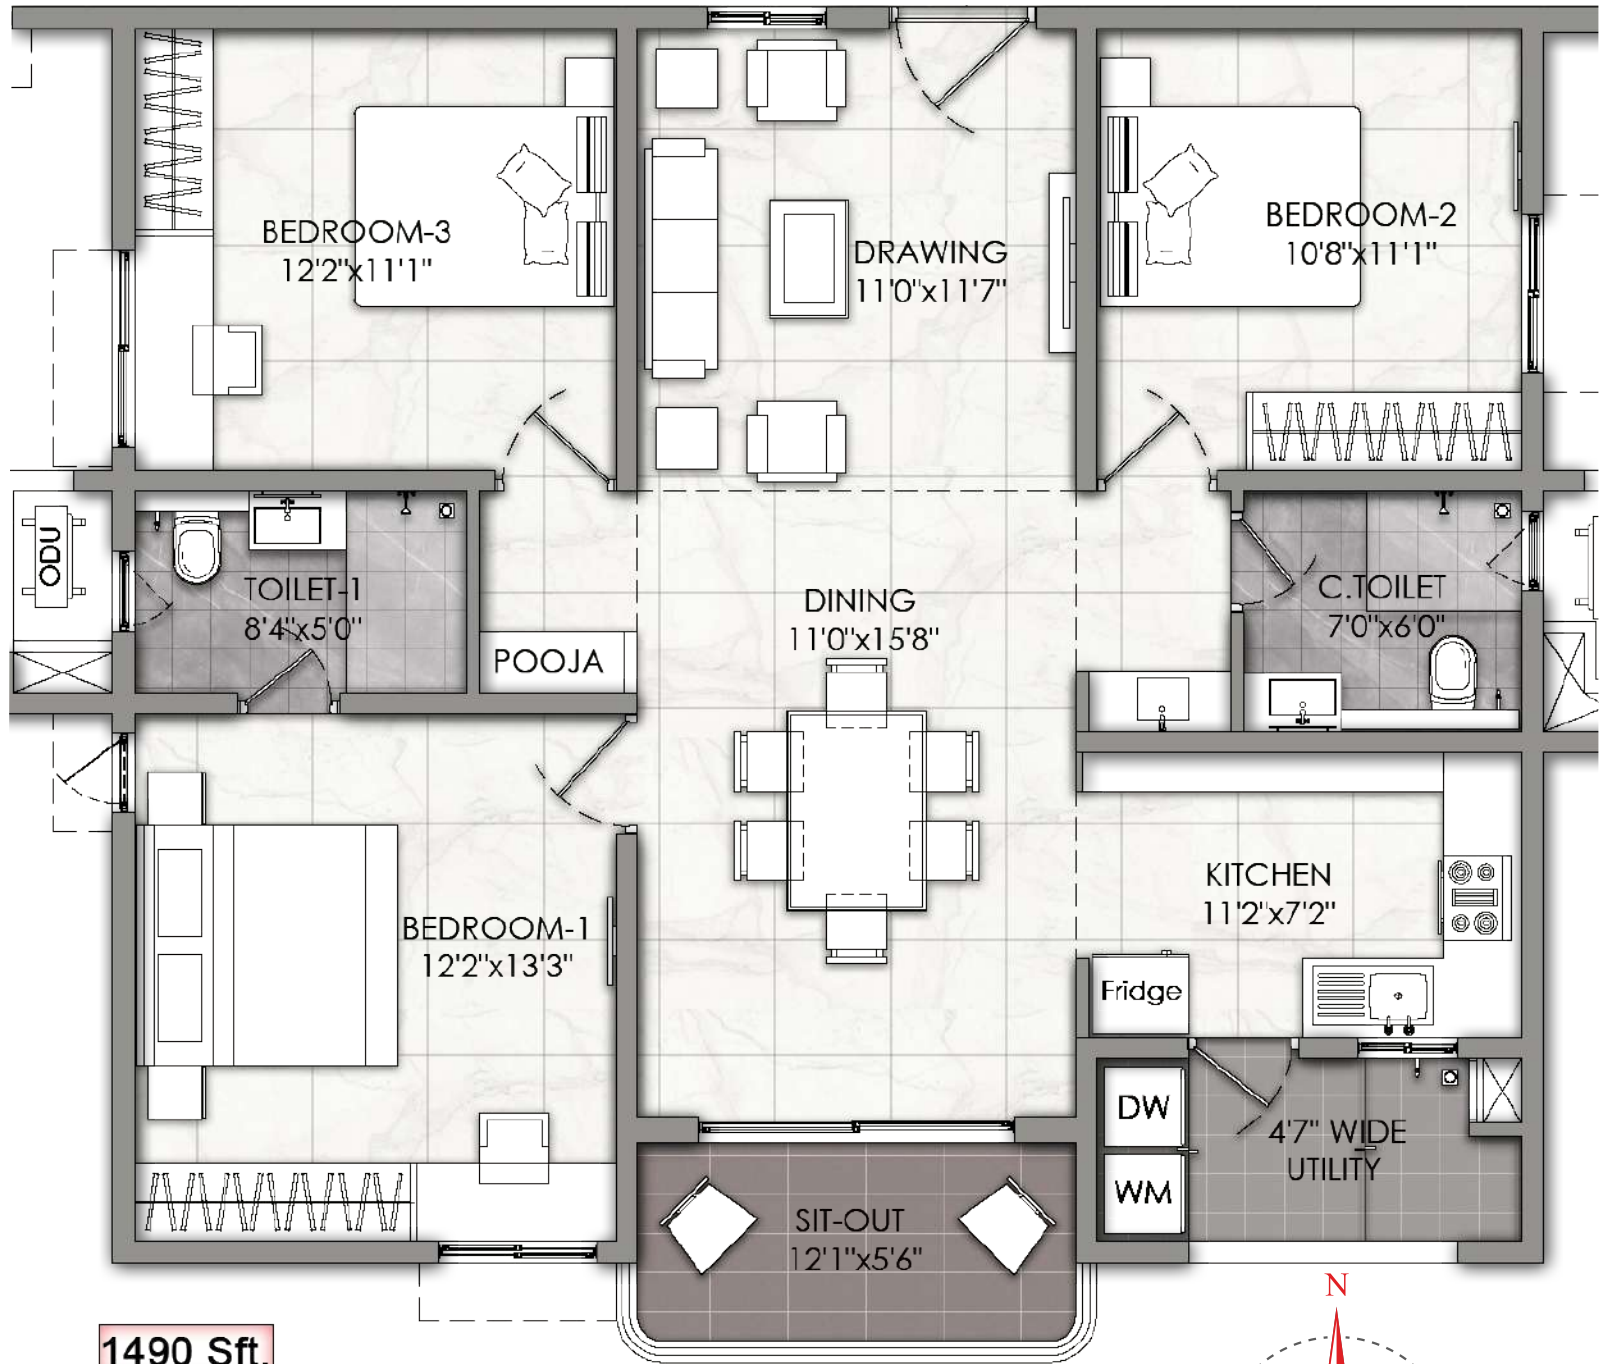 BEDROOM-3
12'2"x11'1"
DRAWING
11'0"x11'7"
BEDROOM-2
10'8"x11'1"
ODU
TOILET-1
8'4"x5'0"
POOJA
DINING
11'0"x15'8"
C.TOILET
7'0"x6'0"
BEDROOM-1
12'2"x13'3"
KITCHEN
11'2"x7'2"
Fridge
DW
WM
4'7" WIDE
UTILITY
SIT-OUT
12'1"x5'6"
N
1490 Sft.